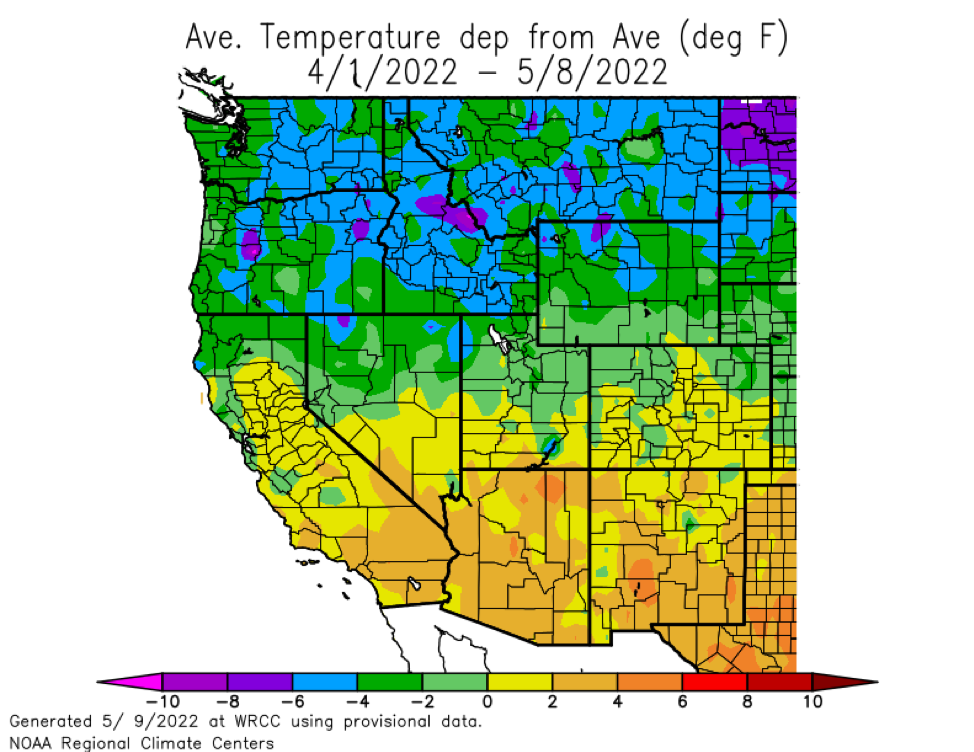 Ave. Temperature dep from Ave (deg F)
4/1/2022 – 5/8/2022
-10 -8 -6 -4 -2 0 2 4 6 8 10
Generated 5/ 9/2022 at WRCC using provisional data.
NOAA Regional Climate Centers